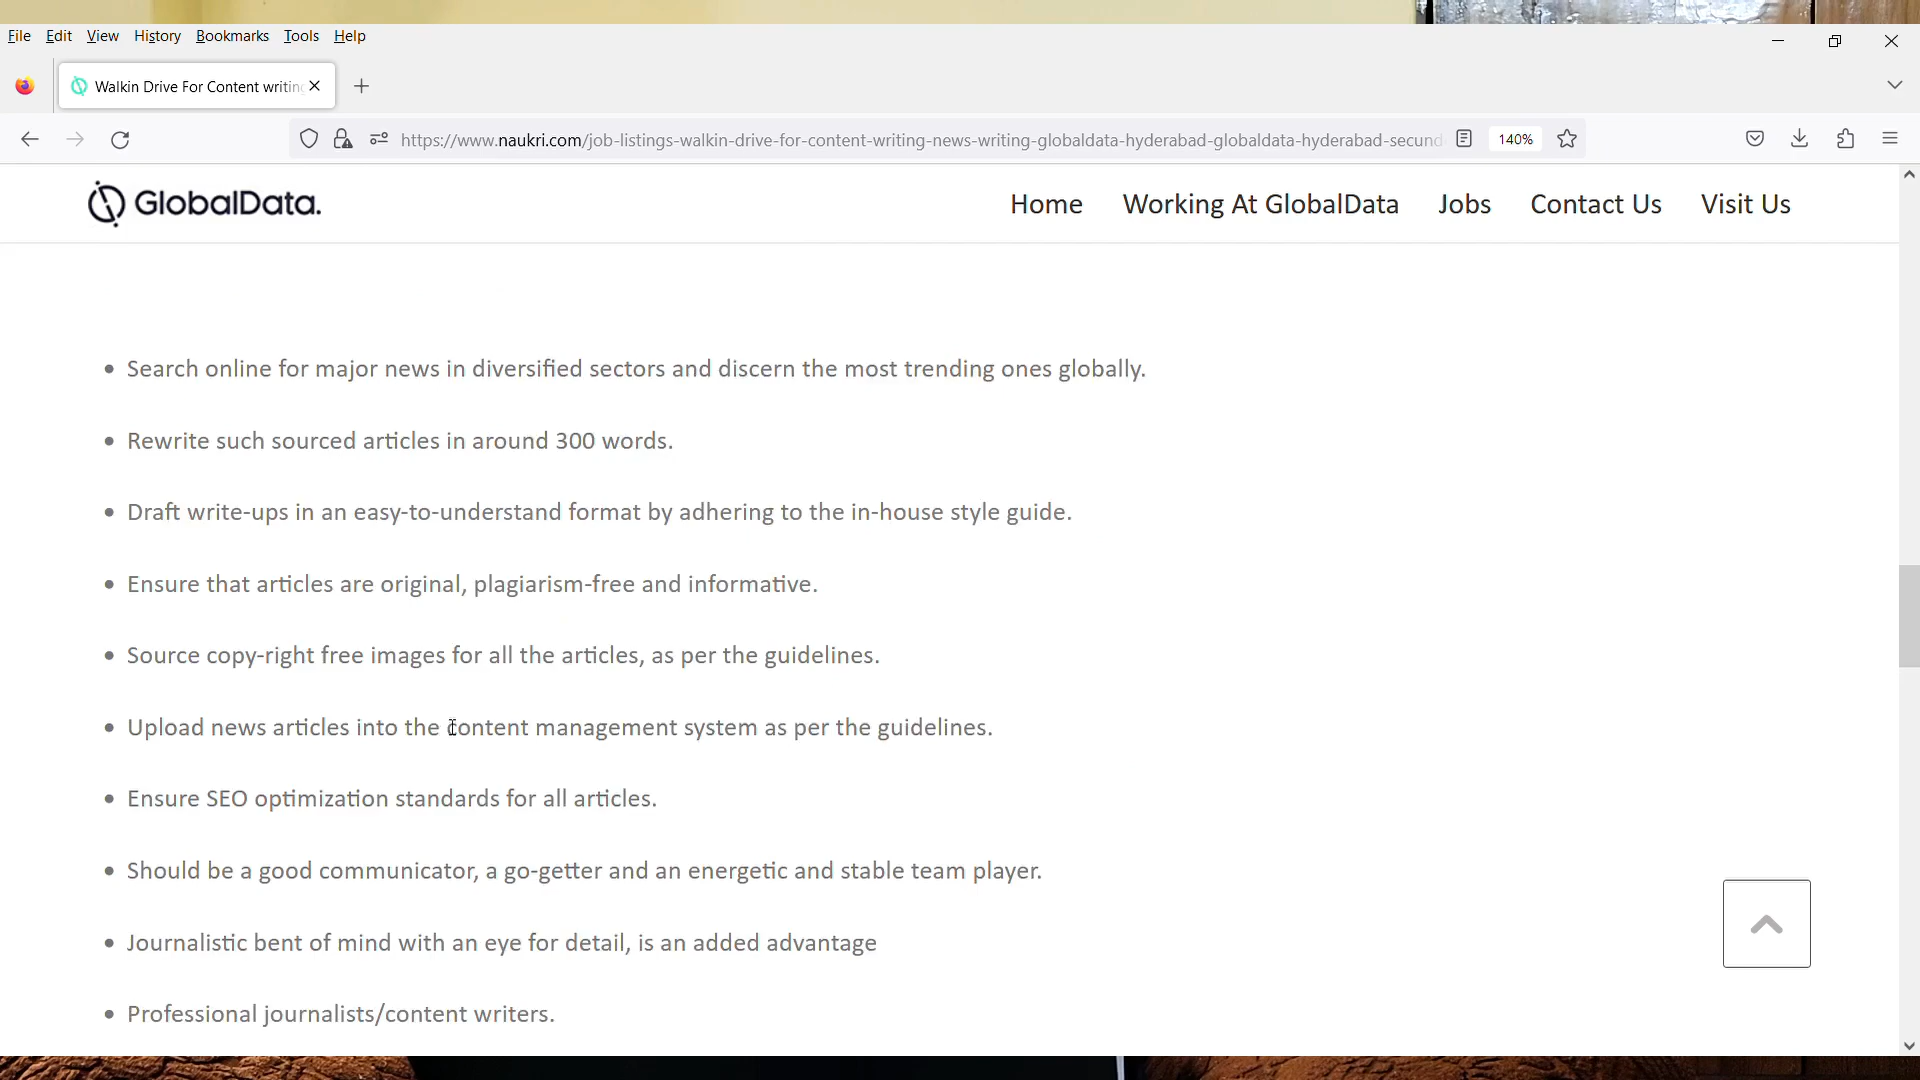 File Edit View History Bookmarks Tools Help
Walkin Drive For Content writing
https://www.naukri.com/job-listings-walkin-drive-for-content-writing-news-writing-globaldata-hyderabad-globaldata-hyderabad-secund
140%
GlobalData.
Home Working At GlobalData Jobs Contact Us Visit Us
• Search online for major news in diversified sectors and discern the most trending ones globally.
• Rewrite such sourced articles in around 300 words.
• Draft write-ups in an easy-to-understand format by adhering to the in-house style guide.
• Ensure that articles are original, plagiarism-free and informative.
• Source copy-right free images for all the articles, as per the guidelines.
• Upload news articles into the content management system as per the guidelines.
• Ensure SEO optimization standards for all articles.
• Should be a good communicator, a go-getter and an energetic and stable team player.
• Journalistic bent of mind with an eye for detail, is an added advantage
• Professional journalists/content writers.